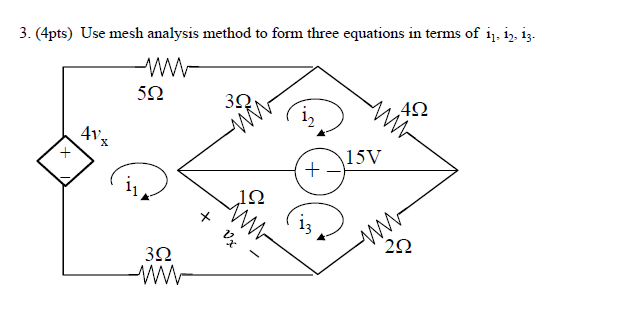 3. (4pts) Use mesh analysis method to form three equations in terms of i₁, i₂, i₃.
5Ω
3Ω
i₂
4Ω
4vₓ
+
−
i₁
+ −
15V
1Ω
+ vₓ −
i₃
2Ω
3Ω